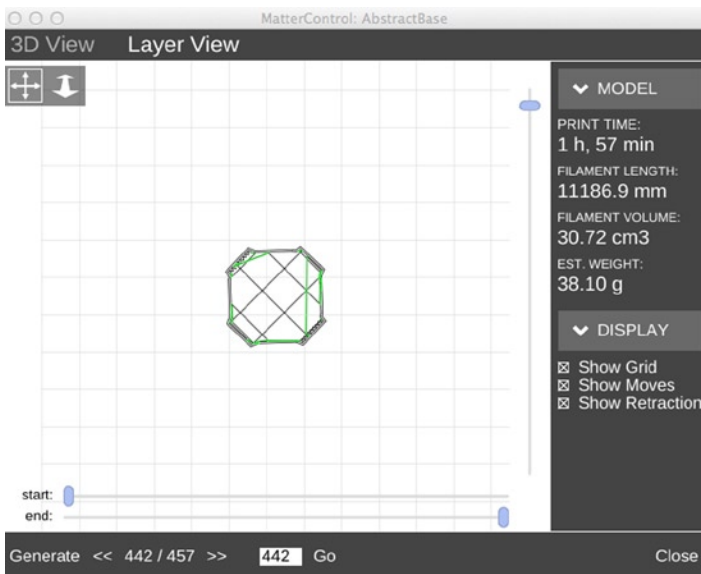 MatterControl: AbstractBase
3D View Layer View
MODEL
PRINT TIME:
1 h, 57 min
FILAMENT LENGTH:
11186.9 mm
FILAMENT VOLUME:
30.72 cm3
EST. WEIGHT:
38.10 g
DISPLAY
Show Grid
Show Moves
Show Retraction
start:
end:
Generate << 442 / 457 >> 442 Go Close